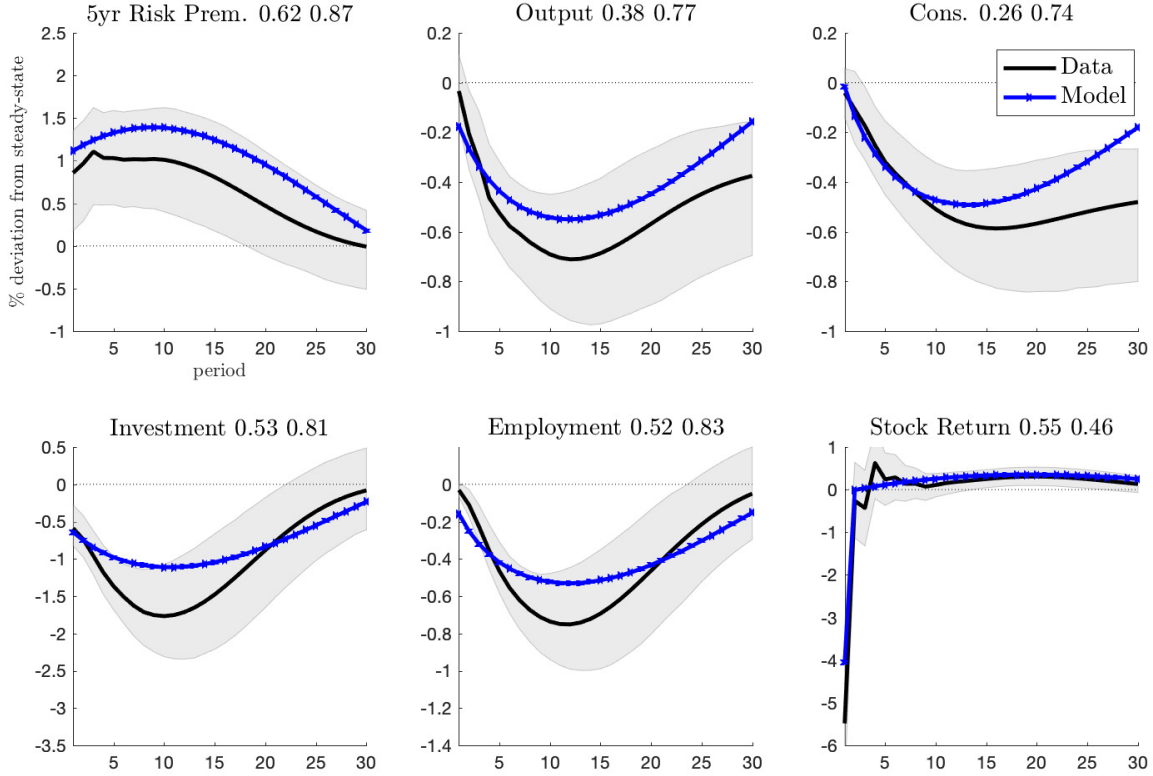 5yr Risk Prem. 0.62 0.87
Output 0.38 0.77
Cons. 0.26 0.74
% deviation from steady-state
2.5
2
1.5
1
0.5
0
-0.5
-1
5 10 15 20 25 30
period
0.2
0
-0.2
-0.4
-0.6
-0.8
-1
5 10 15 20 25 30
0.2
0
-0.2
-0.4
-0.6
-0.8
-1
5 10 15 20 25 30
Data
Model
Investment 0.53 0.81
Employment 0.52 0.83
Stock Return 0.55 0.46
0.5
0
-0.5
-1
-1.5
-2
-2.5
-3
-3.5
5 10 15 20 25 30
0
-0.2
-0.4
-0.6
-0.8
-1
-1.2
-1.4
5 10 15 20 25 30
1
0
-1
-2
-3
-4
-5
-6
5 10 15 20 25 30